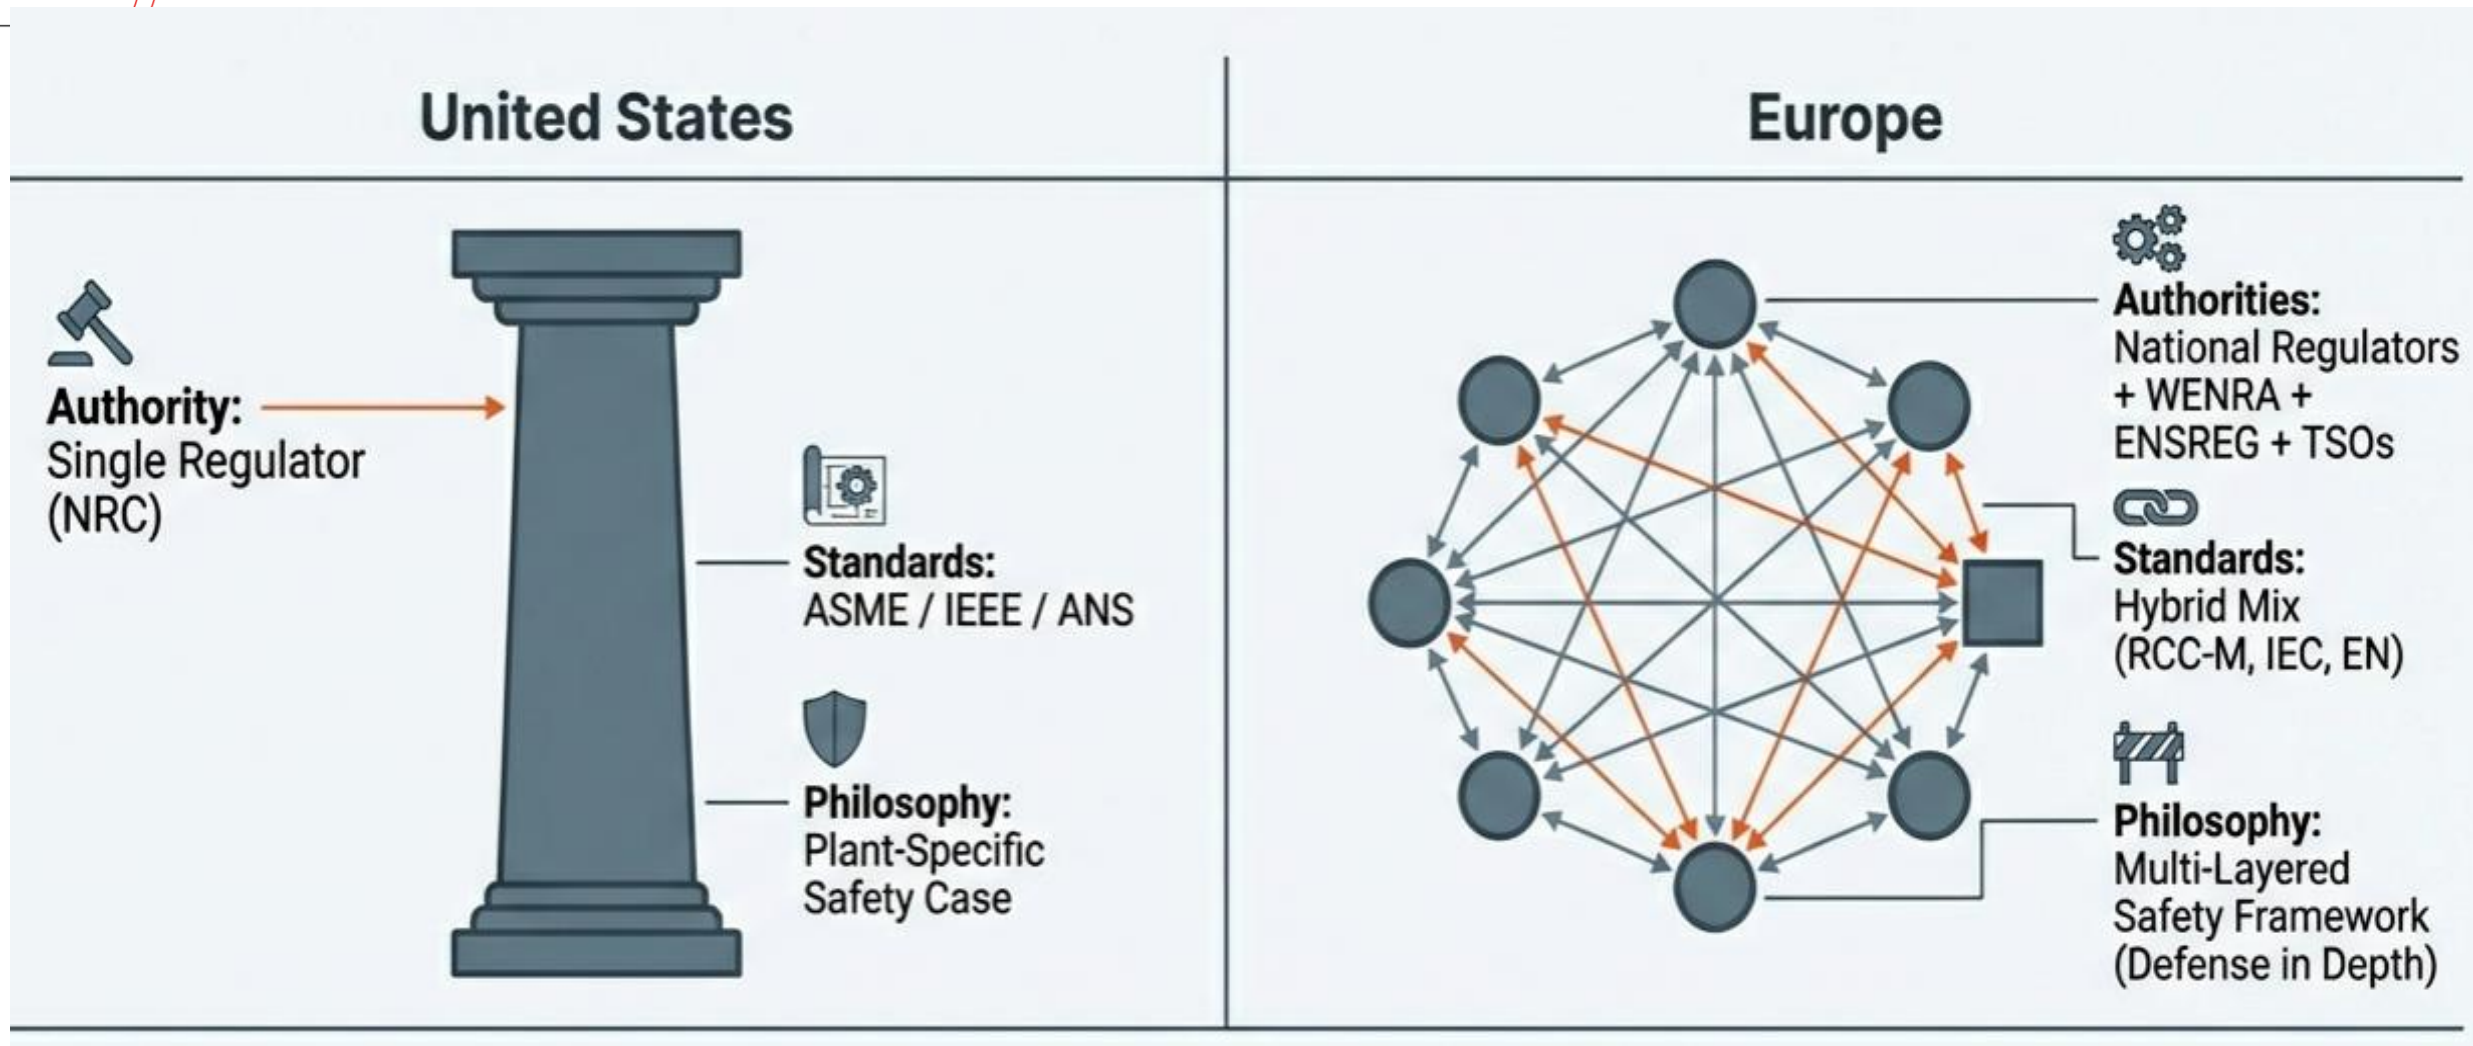 United States
Europe
Authority:
Single Regulator
(NRC)
Standards:
ASME / IEEE / ANS
Philosophy:
Plant-Specific
Safety Case
Authorities:
National Regulators
+ WENRA +
ENSREG + TSOs
Standards:
Hybrid Mix
(RCC-M, IEC, EN)
Philosophy:
Multi-Layered
Safety Framework
(Defense in Depth)